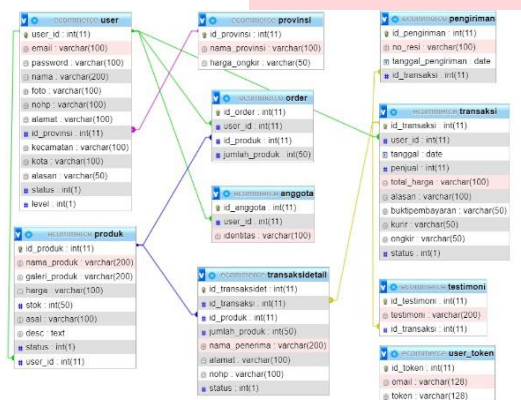 ecommerce user
user_id : int(11)
email : varchar(100)
password : varchar(100)
nama : varchar(200)
foto : varchar(100)
nohp : varchar(100)
alamat : varchar(100)
id_provinsi : int(11)
kecamatan : varchar(100)
kota : varchar(100)
alasan : varchar(50)
status : int(1)
level : int(1)
ecommerce produk
id_produk : int(11)
nama_produk : varchar(200)
galeri_produk : varchar(200)
harga : varchar(100)
stok : int(50)
asal : varchar(100)
desc : text
status : int(1)
user_id : int(11)
ecommerce provinsi
id_provinsi : int(11)
nama_provinsi : varchar(100)
harga_ongkir : varchar(50)
ecommerce order
id_order : int(11)
user_id : int(11)
id_produk : int(11)
jumlah_produk : int(50)
ecommerce anggota
id_anggota : int(11)
user_id : int(11)
identitas : varchar(100)
ecommerce transaksidetail
id_transaksidet : int(11)
id_transaksi : int(11)
id_produk : int(11)
jumlah_produk : int(50)
nama_penerima : varchar(200)
alamat : varchar(100)
nohp : varchar(100)
status : int(1)
ecommerce pengiriman
id_pengiriman : int(11)
no_resi : varchar(100)
tanggal_pengiriman : date
id_transaksi : int(11)
ecommerce transaksi
id_transaksi : int(11)
user_id : int(11)
tanggal : date
penjual : int(11)
total_harga : varchar(100)
alasan : varchar(100)
buktipembayaran : varchar(50)
kurir : varchar(50)
ongkir : varchar(50)
status : int(1)
ecommerce testimoni
id_testimoni : int(11)
testimoni : varchar(200)
id_transaksi : int(11)
ecommerce user_token
id_token : int(11)
email : varchar(128)
token : varchar(128)